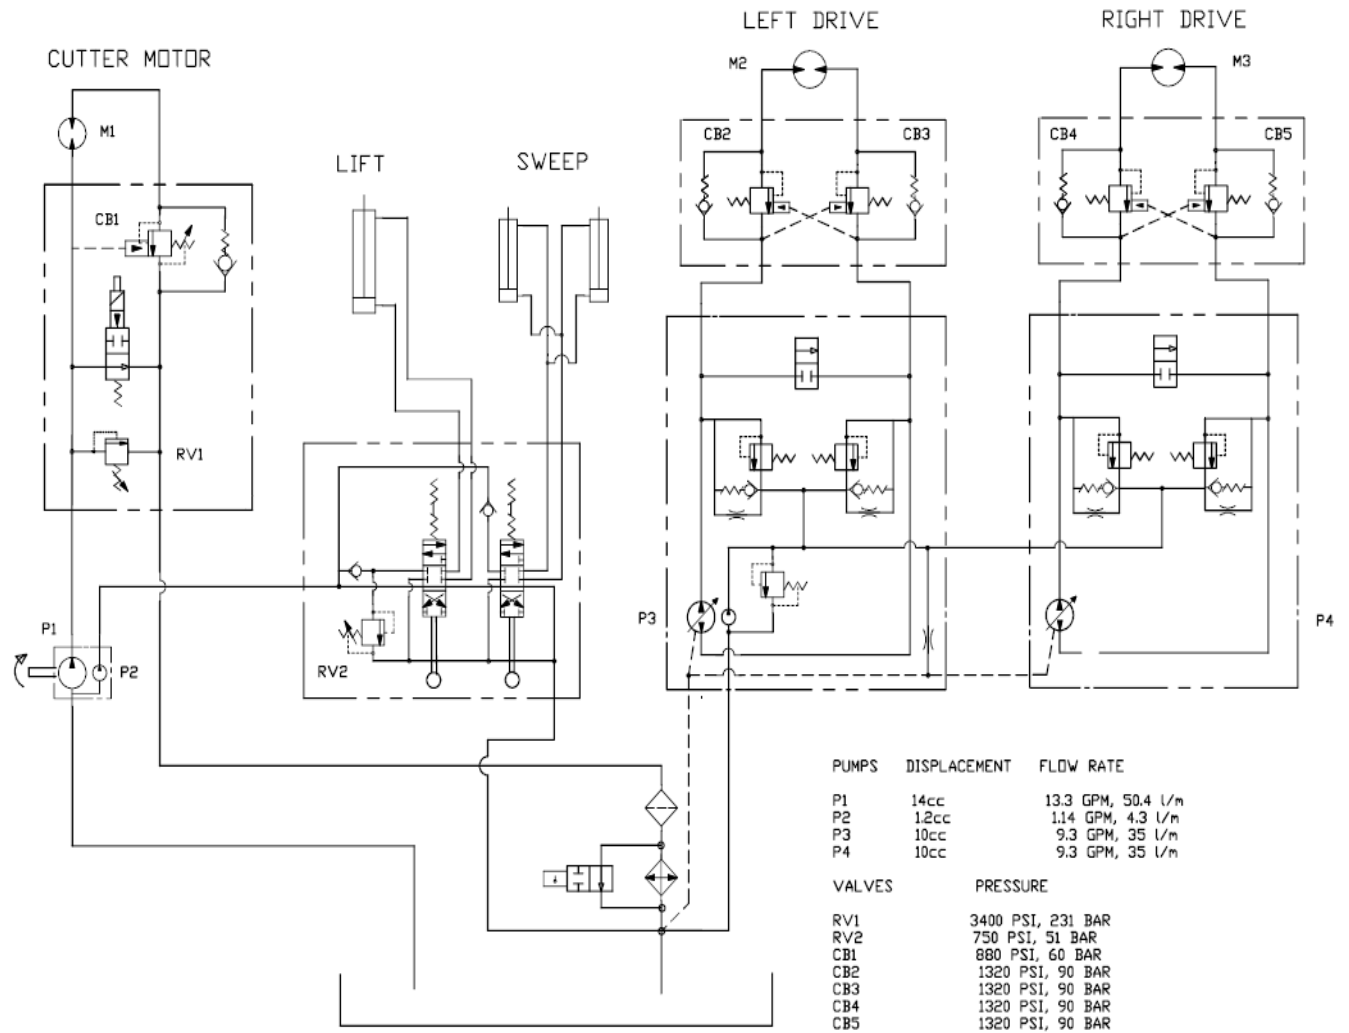 LEFT DRIVE
RIGHT DRIVE
CUTTER MOTOR
M2
M3
M1
CB2
CB3
CB4
CB5
LIFT
SWEEP
CB1
RV1
P1
P2
RV2
P3
P4
PUMPS DISPLACEMENT FLOW RATE
P1 14cc 13.3 GPM, 50.4 l/m
P2 1.2cc 1.14 GPM, 4.3 l/m
P3 10cc 9.3 GPM, 35 l/m
P4 10cc 9.3 GPM, 35 l/m
VALVES PRESSURE
RV1 3400 PSI, 231 BAR
RV2 750 PSI, 51 BAR
CB1 880 PSI, 60 BAR
CB2 1320 PSI, 90 BAR
CB3 1320 PSI, 90 BAR
CB4 1320 PSI, 90 BAR
CB5 1320 PSI, 90 BAR